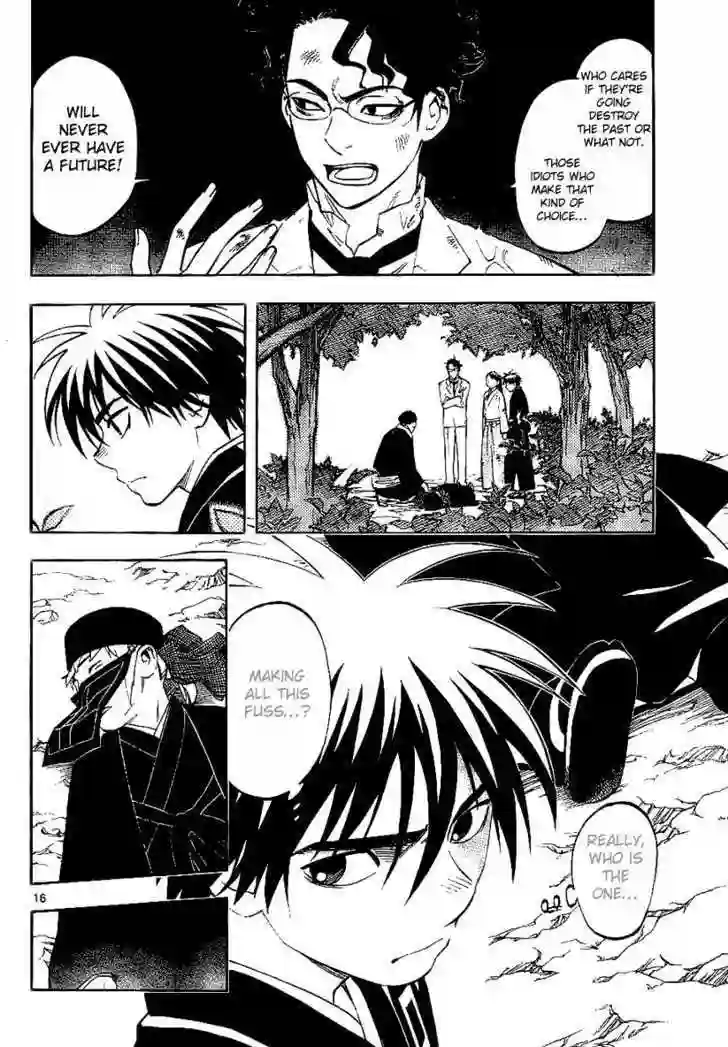 WHO CARES
IF THEY'RE
GOING
DESTROY
THE PAST OR
WHAT NOT.
THOSE
IDIOTS WHO
MAKE THAT
KIND OF
CHOICE...
WILL
NEVER
EVER HAVE
A FUTURE!
REALLY,
WHO IS
THE
ONE...
MAKING
ALL THIS
FUSS...?
16